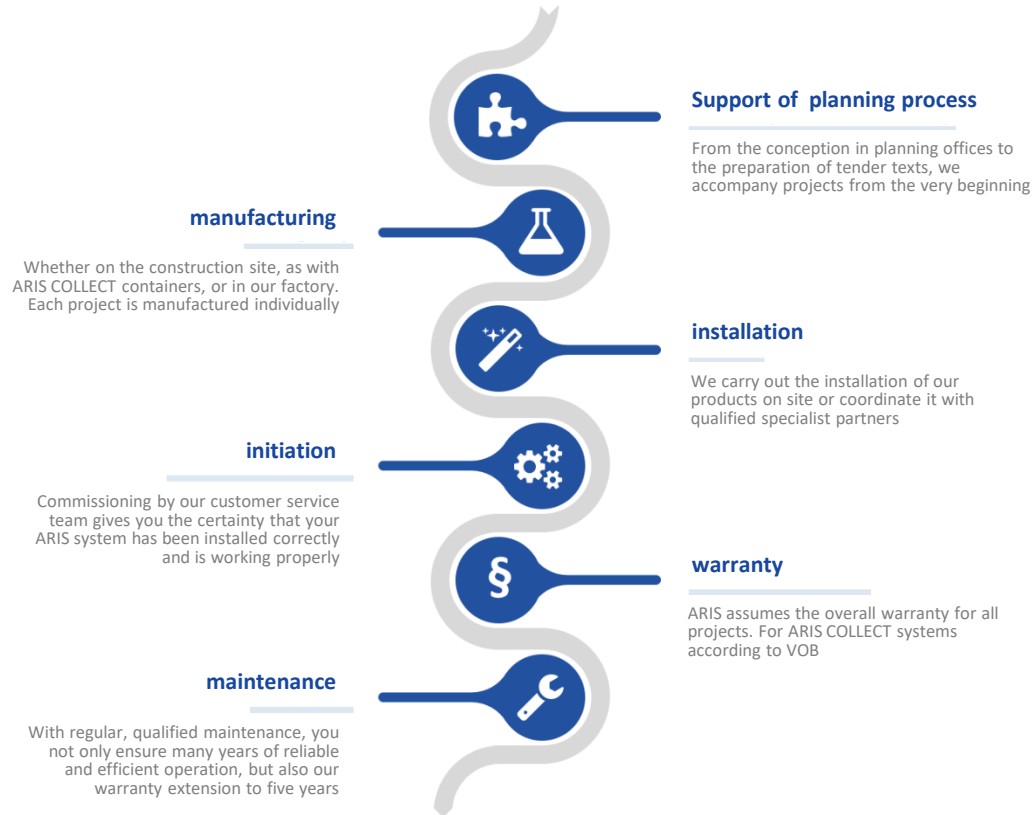 Support of planning process
From the conception in planning offices to
the preparation of tender texts, we
accompany projects from the very beginning
manufacturing
Whether on the construction site, as with
ARIS COLLECT containers, or in our factory.
Each project is manufactured individually
installation
We carry out the installation of our
products on site or coordinate it with
qualified specialist partners
initiation
Commissioning by our customer service
team gives you the certainty that your
ARIS system has been installed correctly
and is working properly
§
warranty
ARIS assumes the overall warranty for all
projects. For ARIS COLLECT systems
according to VOB
maintenance
With regular, qualified maintenance, you
not only ensure many years of reliable
and efficient operation, but also our
warranty extension to five years